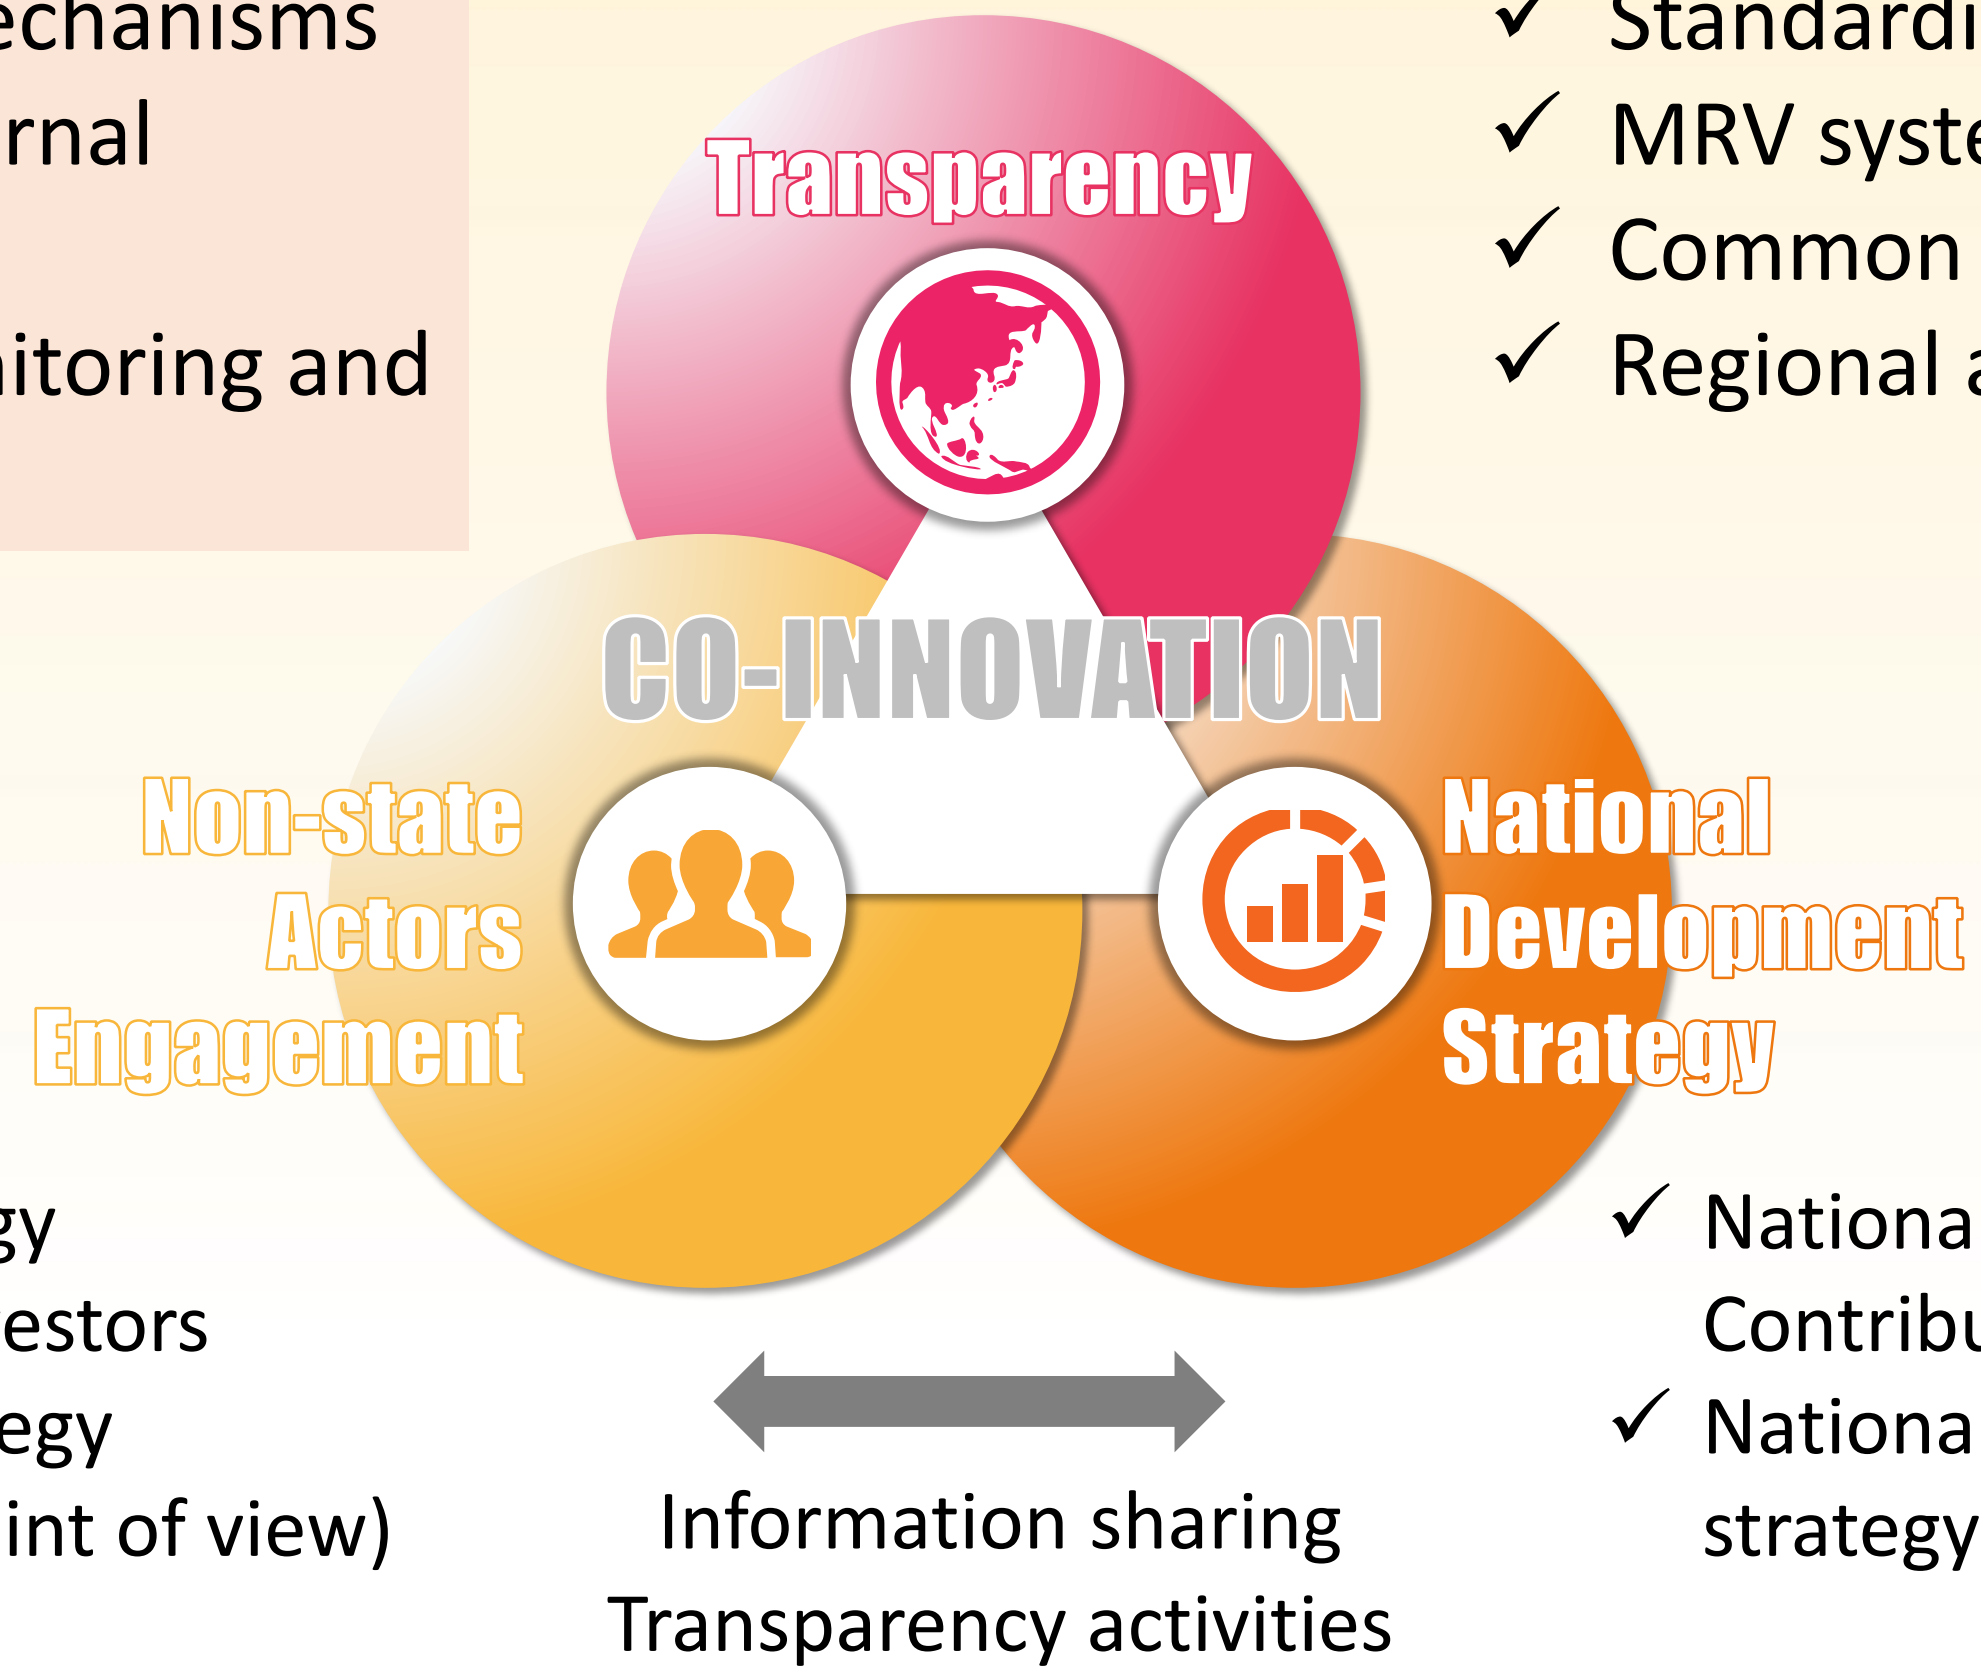 echanisms
rnal
itoring and
Standardi
MRV syste
Common
Regional a
Transparency
CO-INNOVATION
Non-state
Actors
Engagement
National
Development
Strategy
gy
estors
egy
int of view)
Information sharing
Transparency activities
Nationa
Contribu
Nationa
strategy